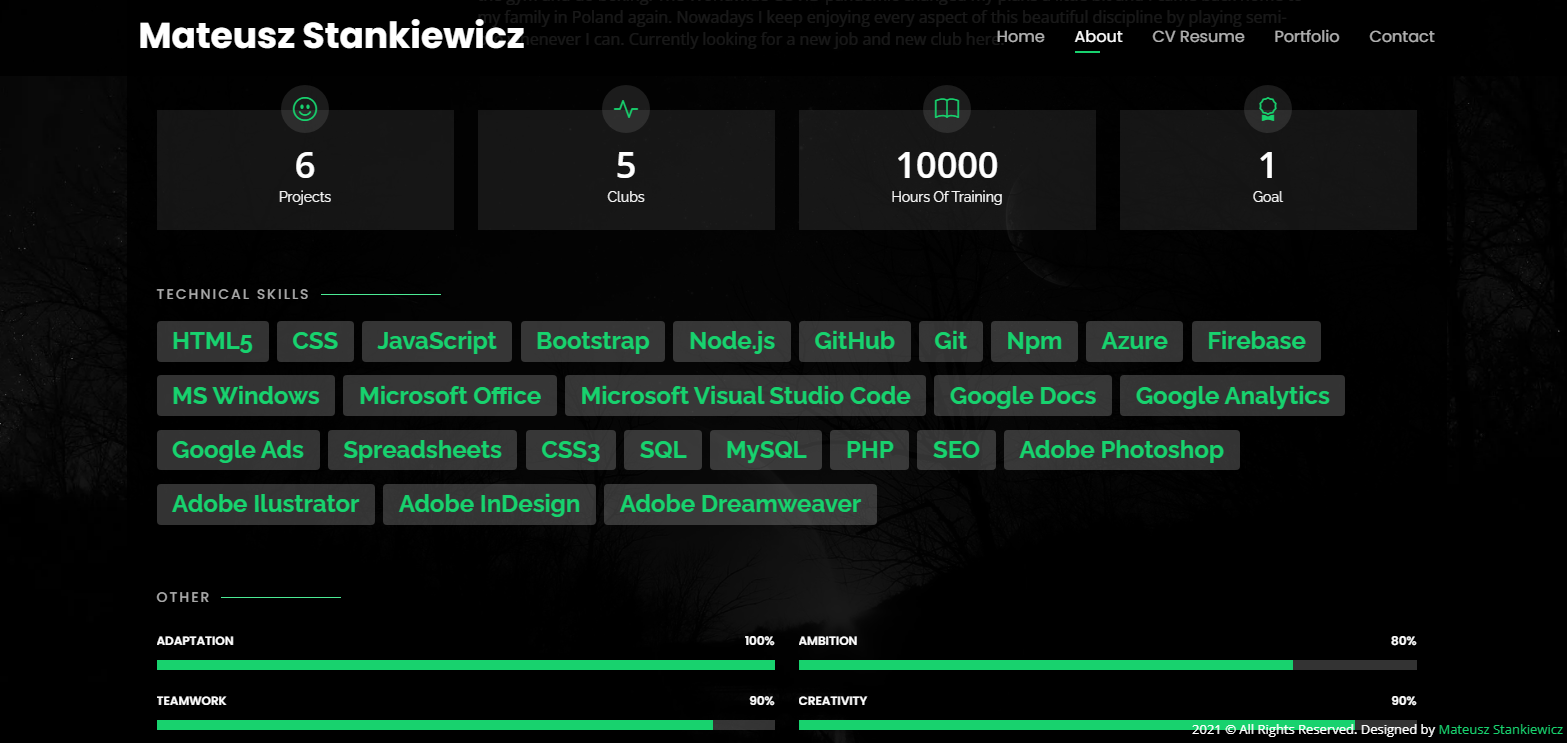 my family in Poland again. Nowadays I keep enjoying every aspect of this beautiful discipline by playing semi-
Mateusz Stankiewicz
whenever I can. Currently looking for a new job and new club here
Home About CV Resume Portfolio Contact
6 5 10000 1
Projects Clubs Hours Of Training Goal
TECHNICAL SKILLS
HTML5 CSS JavaScript Bootstrap Node.js GitHub Git Npm Azure Firebase
MS Windows Microsoft Office Microsoft Visual Studio Code Google Docs Google Analytics
Google Ads Spreadsheets CSS3 SQL MySQL PHP SEO Adobe Photoshop
Adobe Ilustrator Adobe InDesign Adobe Dreamweaver
OTHER
ADAPTATION 100% AMBITION 80%
TEAMWORK 90% CREATIVITY 90%
2021 © All Rights Reserved. Designed by Mateusz Stankiewicz